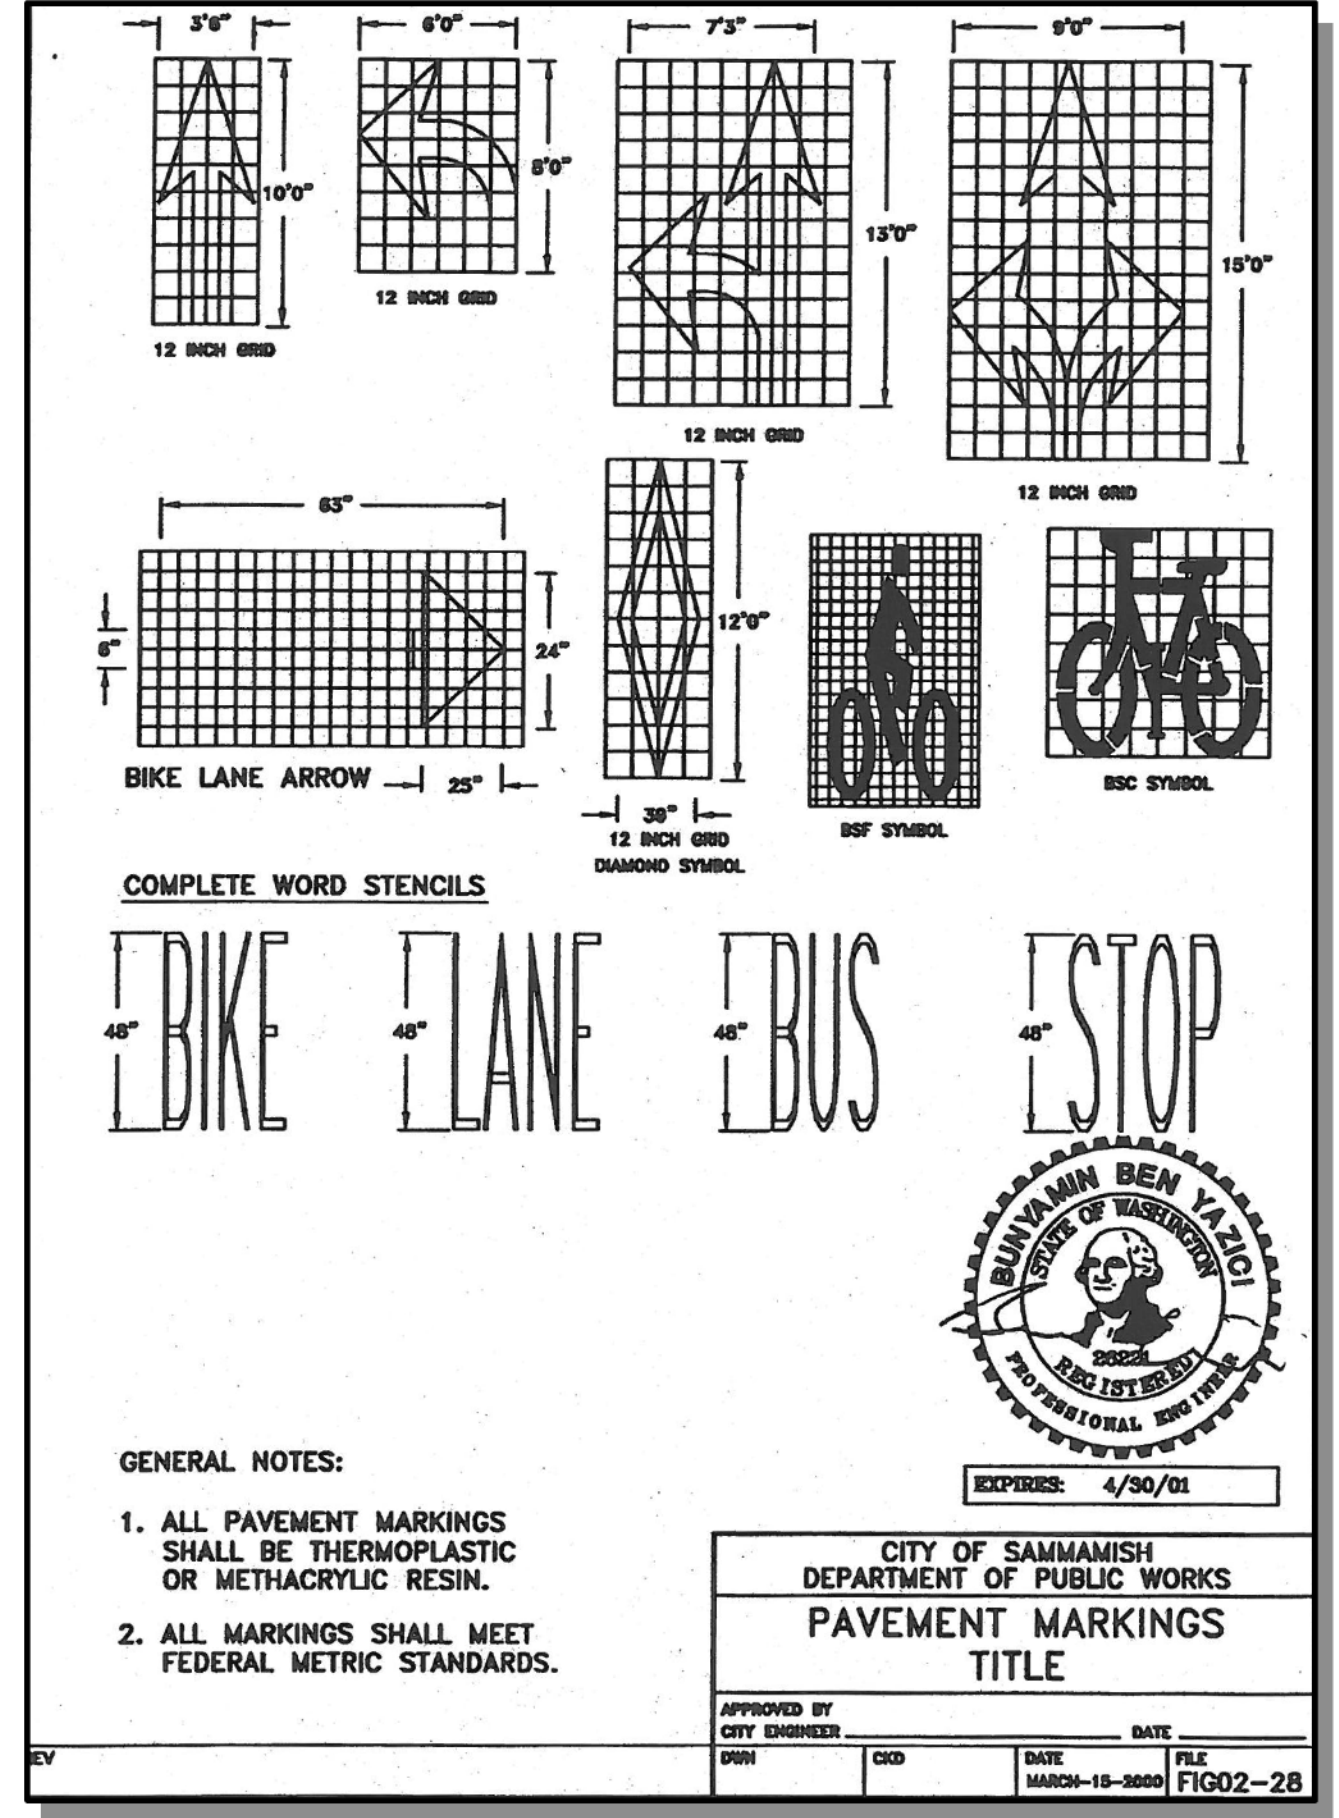 3'6"
6'0"
7'3"
9'0"
10'0"
8'0"
13'0"
15'0"
12 INCH GRID
12 INCH GRID
12 INCH GRID
12 INCH GRID
63"
6"
24"
12'0"
BIKE LANE ARROW
25"
12 INCH GRID
DIAMOND SYMBOL
BSF SYMBOL
BSC SYMBOL
COMPLETE WORD STENCILS
48"
BIKE
48"
LANE
48"
BUS
48"
STOP
BUNYAMIN BEN YAZICI
STATE OF WASHINGTON
26221
REGISTERED
PROFESSIONAL ENGINEER
EXPIRES: 4/30/01
GENERAL NOTES:
1. ALL PAVEMENT MARKINGS
SHALL BE THERMOPLASTIC
OR METHACRYLIC RESIN.
2. ALL MARKINGS SHALL MEET
FEDERAL METRIC STANDARDS.
CITY OF SAMMAMISH
DEPARTMENT OF PUBLIC WORKS
PAVEMENT MARKINGS
TITLE
APPROVED BY
CITY ENGINEER
DATE
EV
DWN
CKD
DATE
MARCH-15-2000
FILE
FIG02-28